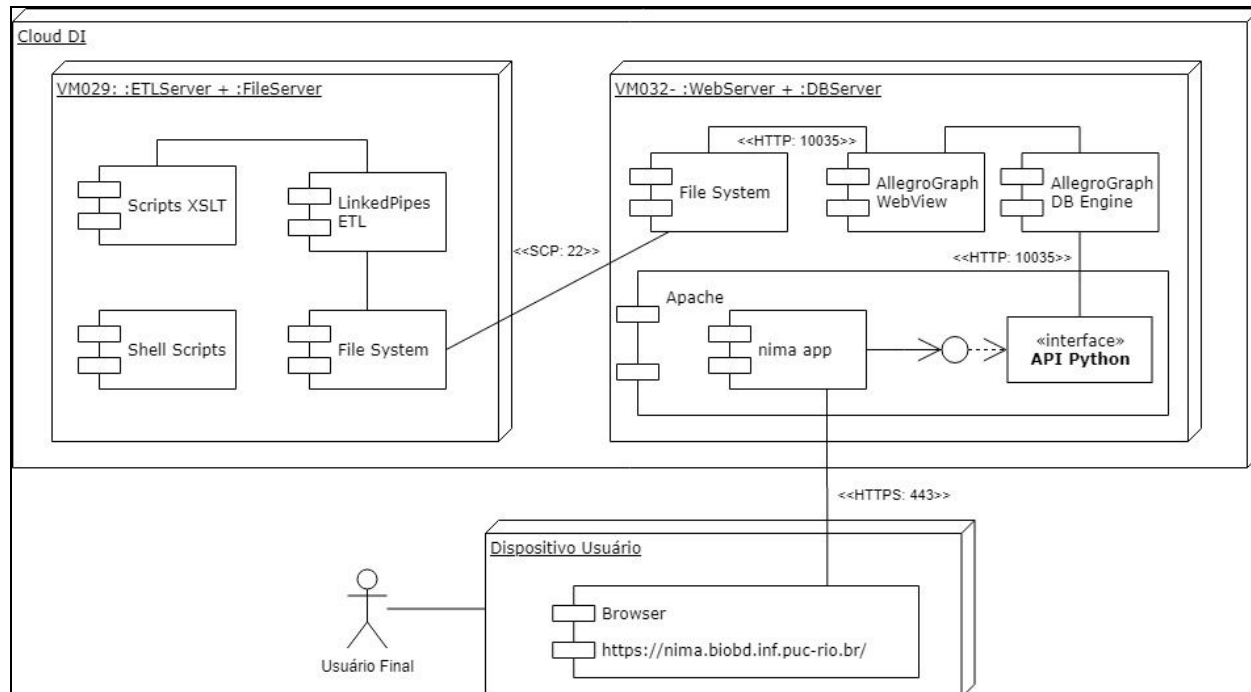 Cloud DI
VM029: :ETLServer + :FileServer
Scripts XSLT
LinkedPipes
ETL
Shell Scripts
File System
<<SCP: 22>>
VM032- :WebServer + :DBServer
<<HTTP: 10035>>
File System
AllegroGraph
WebView
AllegroGraph
DB Engine
<<HTTP: 10035>>
Apache
nima app
«interface»
API Python
<<HTTPS: 443>>
Dispositivo Usuário
Browser
https://nima.biobd.inf.puc-rio.br/
Usuário Final